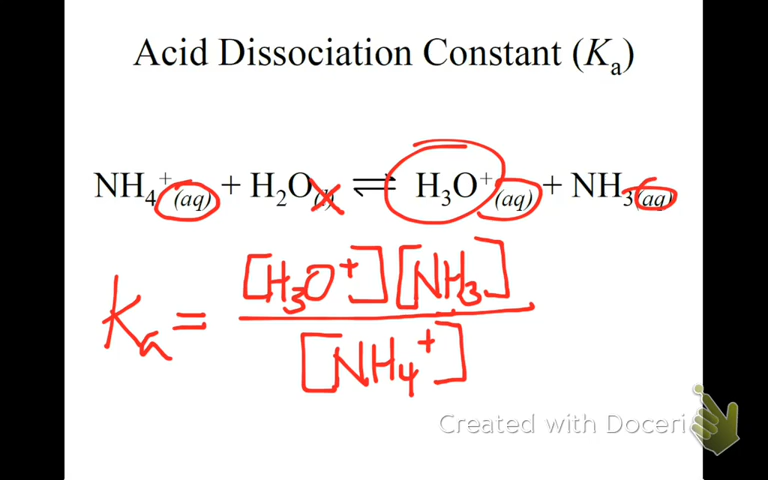 Acid Dissociation Constant (Kₐ)
NH₄⁺(aq) + H₂O(l) ⇌ H₃O⁺(aq) + NH₃(aq)
[H₃O⁺][NH₃]
Kₐ =
[NH₄⁺]
Created with Doceri